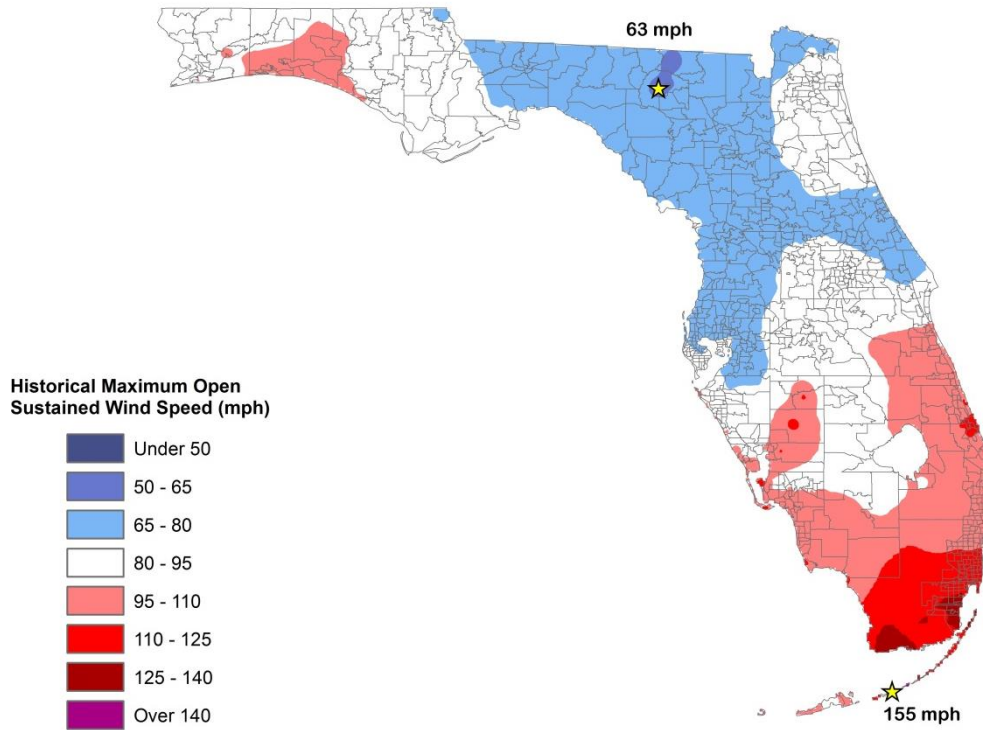 63 mph
Historical Maximum Open
Sustained Wind Speed (mph)
Under 50
50 - 65
65 - 80
80 - 95
95 - 110
110 - 125
125 - 140
Over 140
155 mph